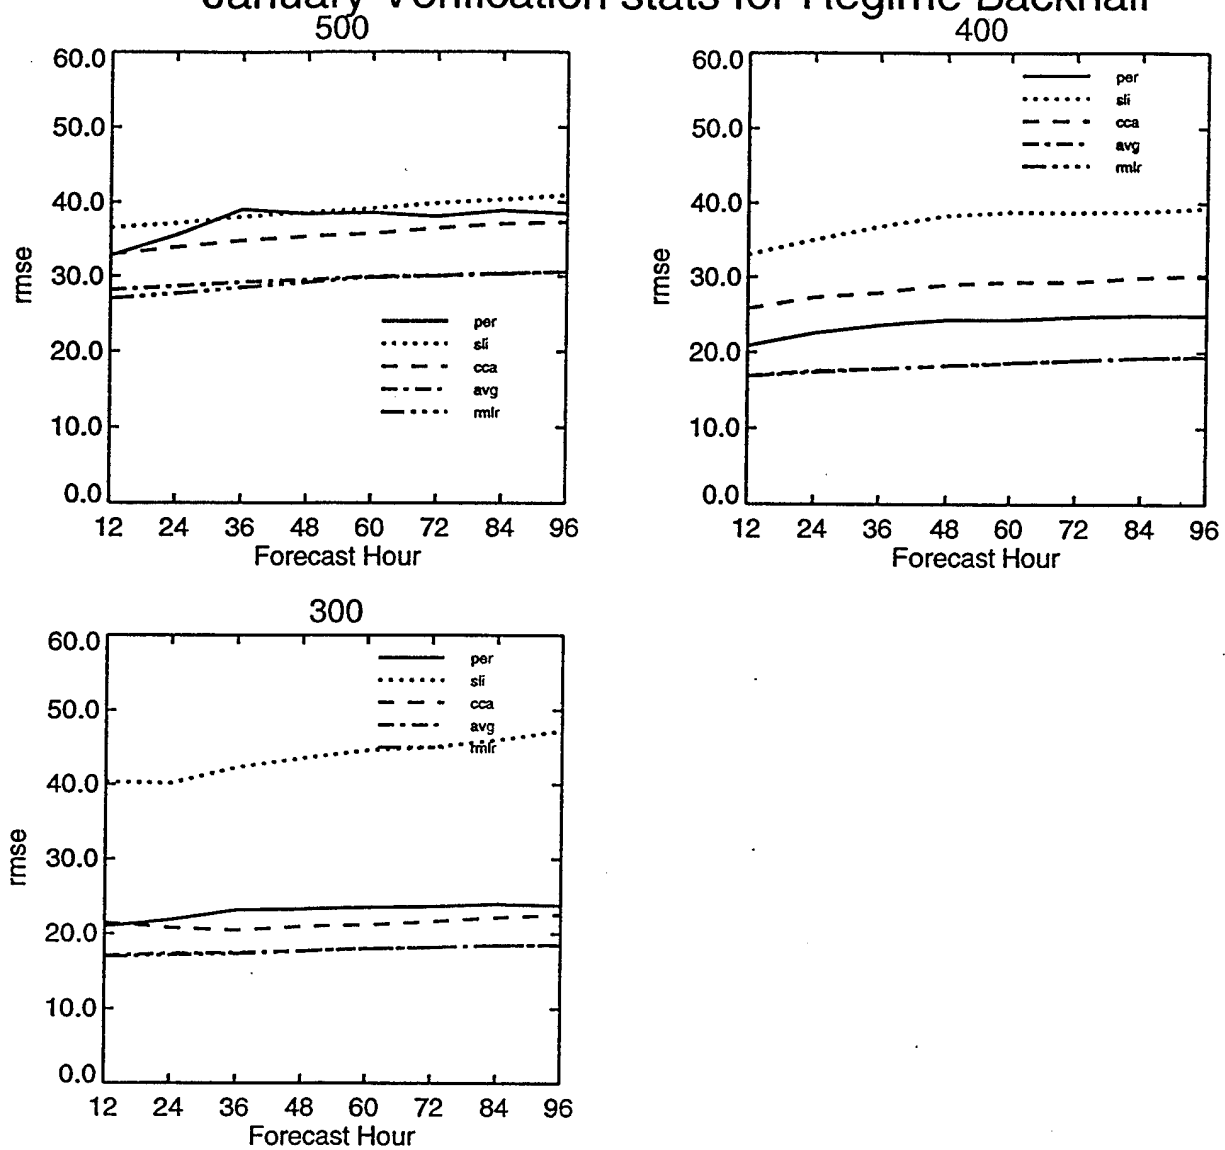 January Verification stats for Regime Backhall
500
60.0
50.0
40.0
30.0
20.0
10.0
0.0
rmse
per
sli
cca
avg
rmlr
12 24 36 48 60 72 84 96
Forecast Hour
400
60.0
50.0
40.0
30.0
20.0
10.0
0.0
rmse
per
sli
cca
avg
rmlr
12 24 36 48 60 72 84 96
Forecast Hour
300
60.0
50.0
40.0
30.0
20.0
10.0
0.0
rmse
per
sli
cca
avg
rmlr
12 24 36 48 60 72 84 96
Forecast Hour